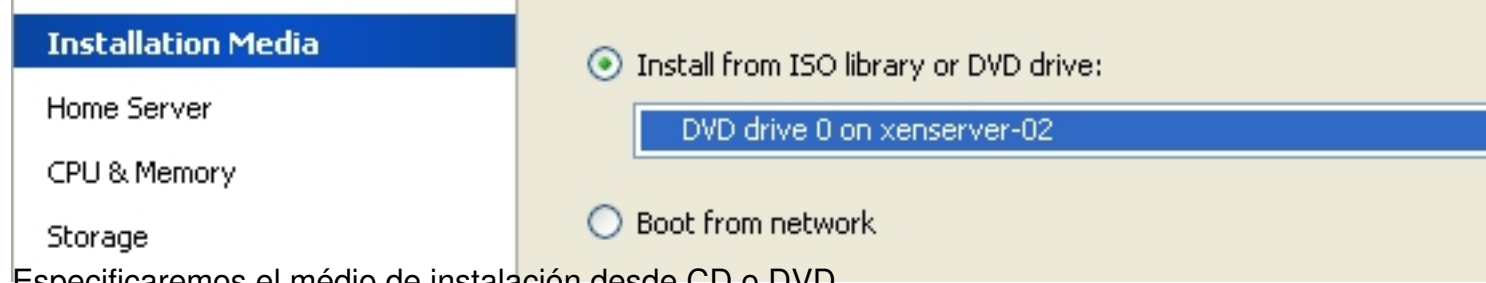 Installation Media
Home Server
CPU & Memory
Storage
Install from ISO library or DVD drive:
DVD drive 0 on xenserver-02
Boot from network
Especificaremos el médio de instalación desde CD o DVD